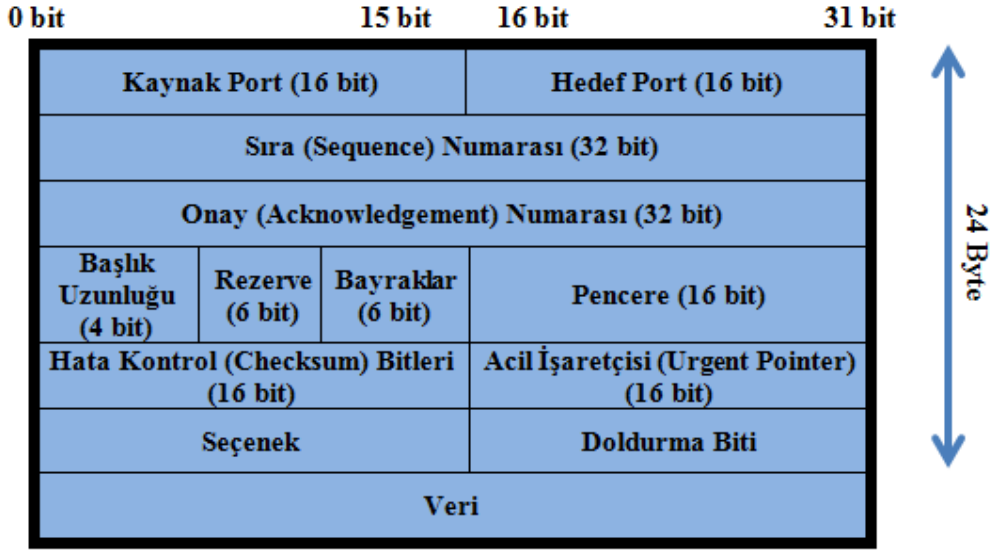 0 bit 15 bit 16 bit 31 bit
Kaynak Port (16 bit) Hedef Port (16 bit)
Sıra (Sequence) Numarası (32 bit)
Onay (Acknowledgement) Numarası (32 bit)
Başlık
Uzunluğu
(4 bit)
Rezerve
(6 bit)
Bayraklar
(6 bit)
Pencere (16 bit)
Hata Kontrol (Checksum) Bitleri
(16 bit)
Acil İşaretçisi (Urgent Pointer)
(16 bit)
Seçenek Doldurma Biti
Veri
24 Byte